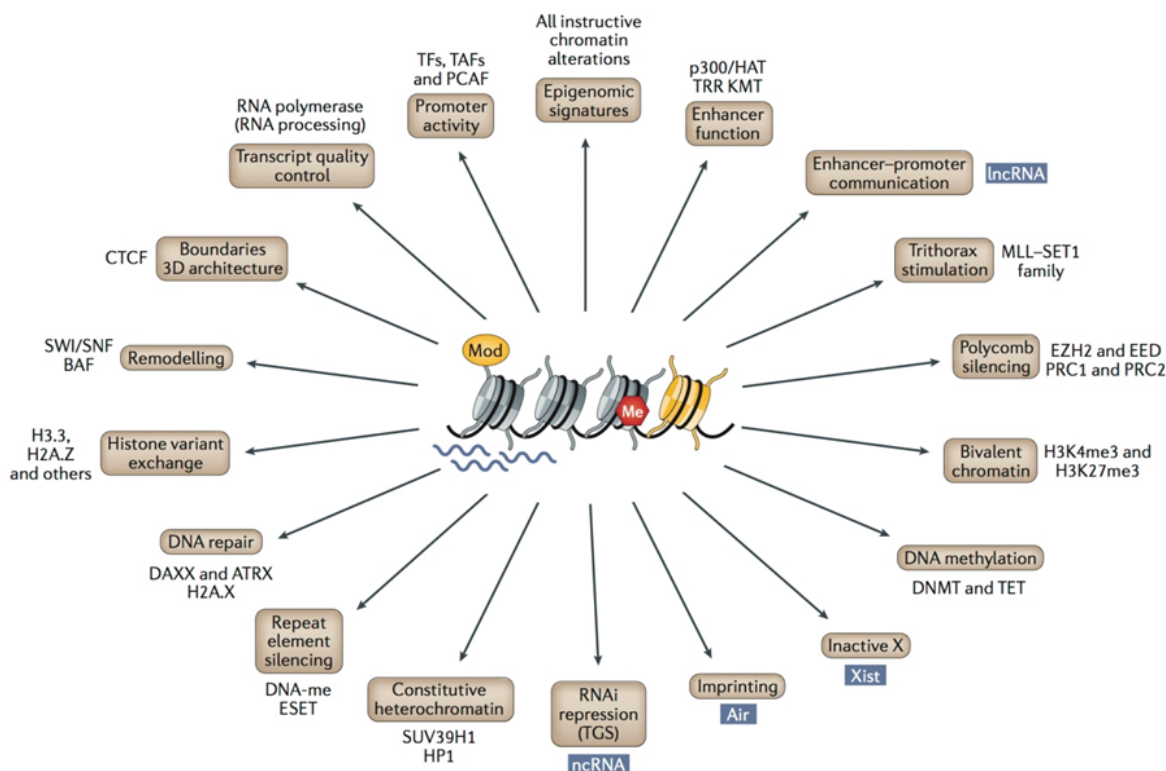 All instructive
chromatin
alterations
Epigenomic
signatures
TFs, TAFs
and PCAF
Promoter
activity
p300/HAT
TRR KMT
Enhancer
function
RNA polymerase
(RNA processing)
Transcript quality
control
Enhancer–promoter
communication
lncRNA
CTCF
Boundaries
3D architecture
Trithorax
stimulation
MLL–SET1
family
SWI/SNF
BAF
Remodelling
Mod
Me
Polycomb
silencing
EZH2 and EED
PRC1 and PRC2
H3.3,
H2A.Z
and others
Histone variant
exchange
Bivalent
chromatin
H3K4me3 and
H3K27me3
DNA repair
DAXX and ATRX
H2A.X
DNA methylation
DNMT and TET
Repeat
element
silencing
DNA-me
ESET
Constitutive
heterochromatin
SUV39H1
HP1
RNAi
repression
(TGS)
ncRNA
Imprinting
Air
Inactive X
Xist